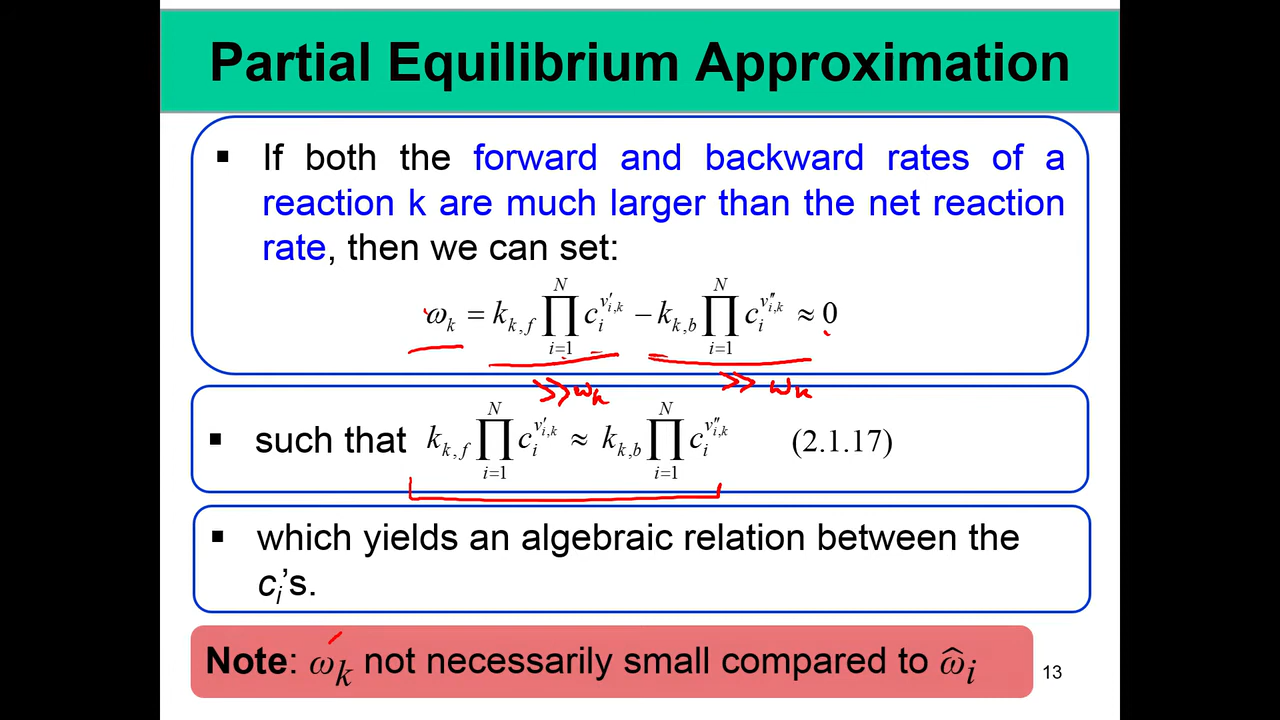 Partial Equilibrium Approximation
▪ If both the forward and backward rates of a
reaction k are much larger than the net reaction
rate, then we can set:
ω_k = k_{k,f} ∏_{i=1}^{N} c_i^{ν'_{i,k}} − k_{k,b} ∏_{i=1}^{N} c_i^{ν''_{i,k}} ≈ 0
≫ ω_k ≫ ω_k
▪ such that k_{k,f} ∏_{i=1}^{N} c_i^{ν'_{i,k}} ≈ k_{k,b} ∏_{i=1}^{N} c_i^{ν''_{i,k}} (2.1.17)
▪ which yields an algebraic relation between the
c_i's.
Note: ω_k not necessarily small compared to ω̂_i
13